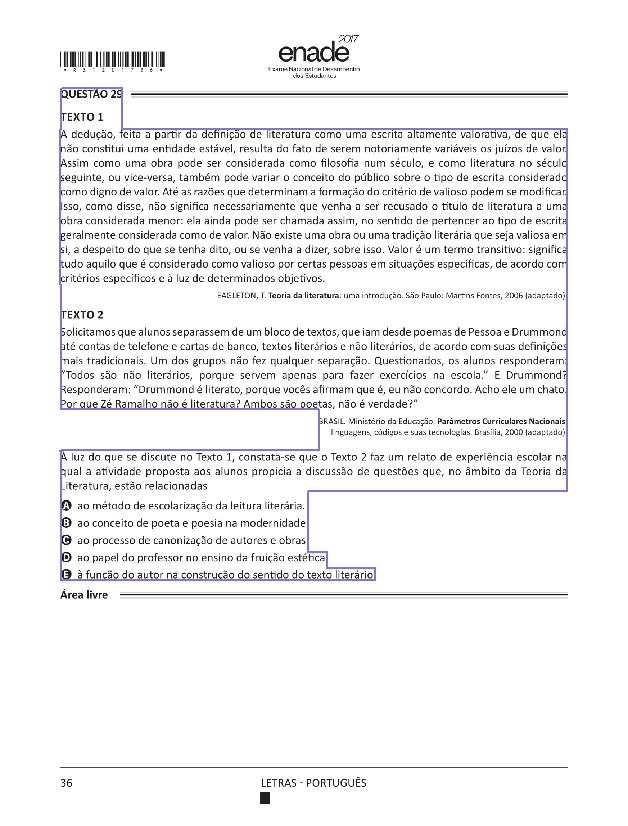 *R3120173 6*
2017
enade
Exame Nacional de Desempenho
dos Estudantes
QUESTÃO 29
TEXTO 1
A dedução, feita a partir da definição de literatura como uma escrita altamente valorativa, de que ela
não constitui uma entidade estável, resulta do fato de serem notoriamente variáveis os juízos de valor.
Assim como uma obra pode ser considerada como filosofia num século, e como literatura no século
seguinte, ou vice-versa, também pode variar o conceito do público sobre o tipo de escrita considerado
como digno de valor. Até as razões que determinam a formação do critério de valioso podem se modificar.
Isso, como disse, não significa necessariamente que venha a ser recusado o título de literatura a uma
obra considerada menor: ela ainda pode ser chamada assim, no sentido de pertencer ao tipo de escrita
geralmente considerada como de valor. Não existe uma obra ou uma tradição literária que seja valiosa em
si, a despeito do que se tenha dito, ou se venha a dizer, sobre isso. Valor é um termo transitivo: significa
tudo aquilo que é considerado como valioso por certas pessoas em situações específicas, de acordo com
critérios específicos e à luz de determinados objetivos.
EAGLETON, T. Teoria da literatura: uma introdução. São Paulo: Martins Fontes, 2006 (adaptado)
TEXTO 2
Solicitamos que alunos separassem de um bloco de textos, que iam desde poemas de Pessoa e Drummond
até contas de telefone e cartas de banco, textos literários e não literários, de acordo com suas definições
mais tradicionais. Um dos grupos não fez qualquer separação. Questionados, os alunos responderam:
“Todos são não literários, porque servem apenas para fazer exercícios na escola.” E Drummond?
Responderam: “Drummond é literato, porque vocês afirmam que é, eu não concordo. Acho ele um chato.
Por que Zé Ramalho não é literatura? Ambos são poetas, não é verdade?”
BRASIL. Ministério da Educação. Parâmetros Curriculares Nacionais
linguagens, códigos e suas tecnologias. Brasília, 2000 (adaptado)
À luz do que se discute no Texto 1, constata-se que o Texto 2 faz um relato de experiência escolar na
qual a atividade proposta aos alunos propicia a discussão de questões que, no âmbito da Teoria da
Literatura, estão relacionadas
A ao método de escolarização da leitura literária.
B ao conceito de poeta e poesia na modernidade
C ao processo de canonização de autores e obras
D ao papel do professor no ensino da fruição estética
E à função do autor na construção do sentido do texto literário
Área livre
36
LETRAS - PORTUGUÊS